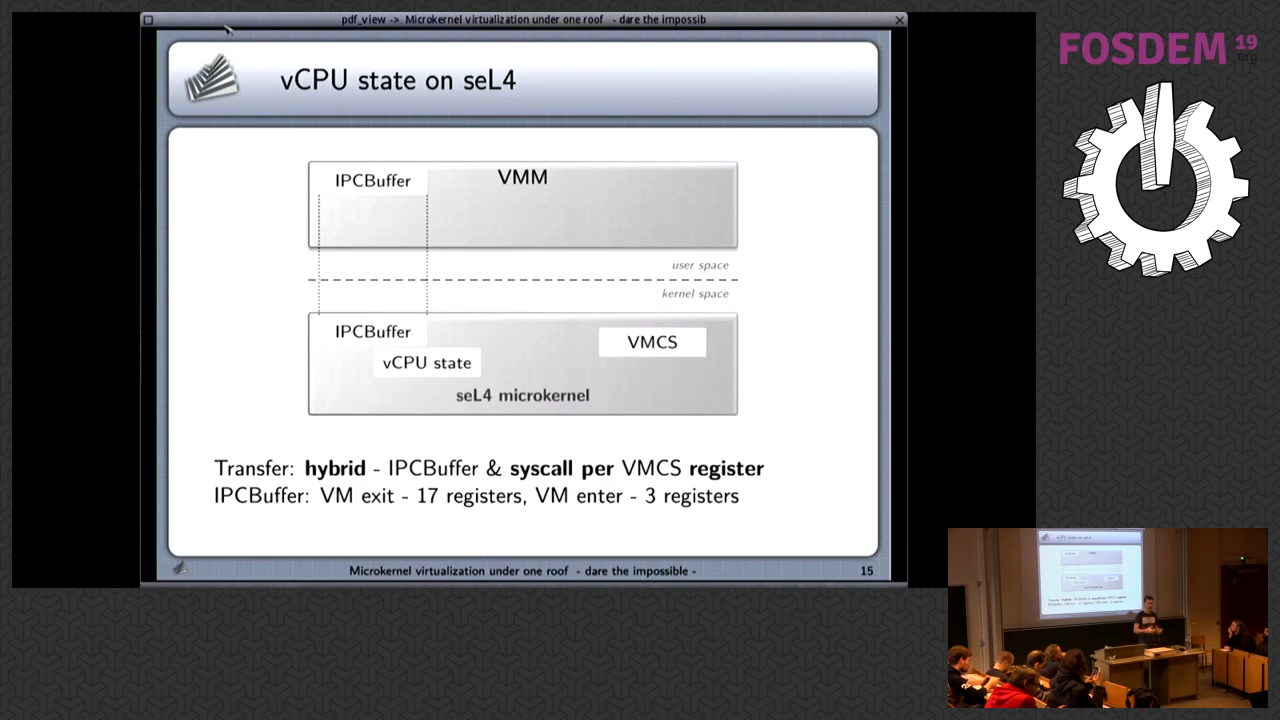 pdf_view -> Microkernel virtualization under one roof - dare the impossib
FOSDEM 19
.org
vCPU state on seL4
IPCBuffer
VMM
user space
kernel space
IPCBuffer
VMCS
vCPU state
seL4 microkernel
Transfer: hybrid - IPCBuffer & syscall per VMCS register
IPCBuffer: VM exit - 17 registers, VM enter - 3 registers
Microkernel virtualization under one roof - dare the impossible -
15